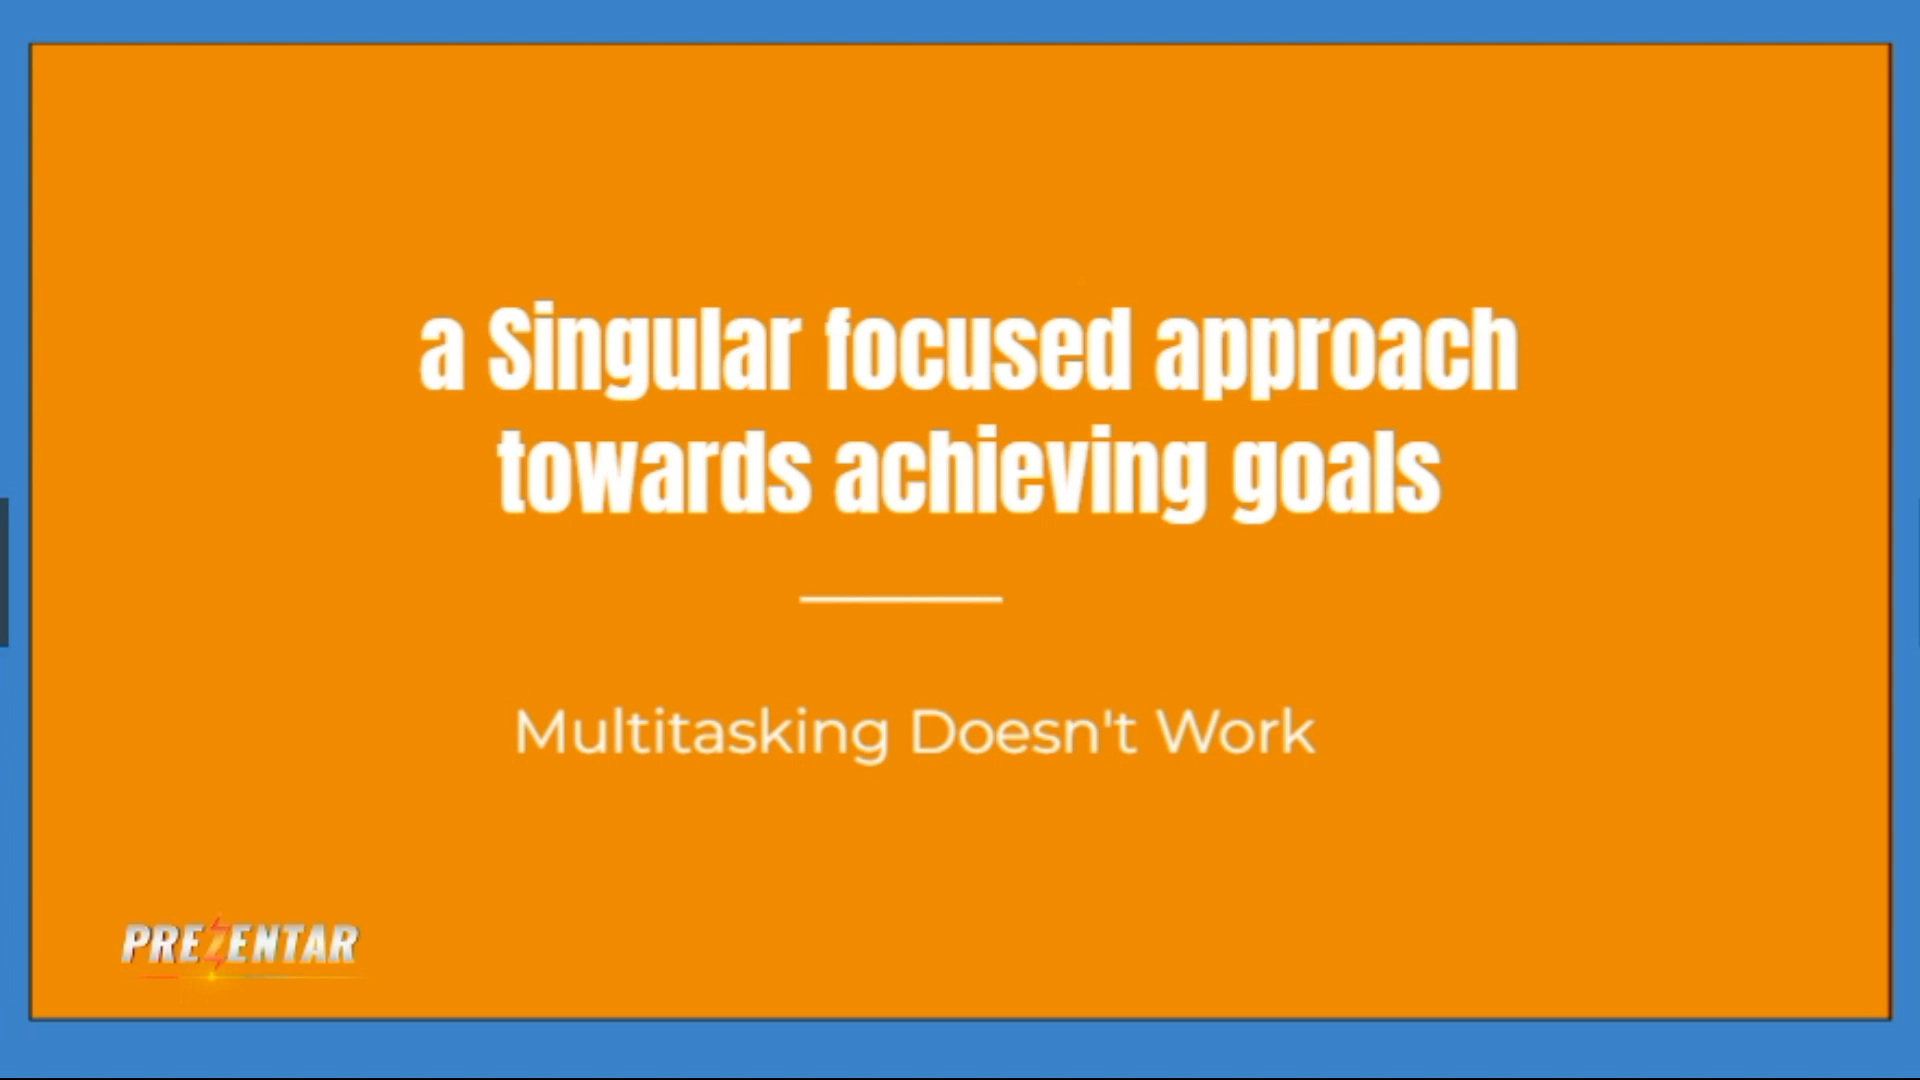 a Singular focused approach
towards achieving goals
Multitasking Doesn't Work
PREZENTAR